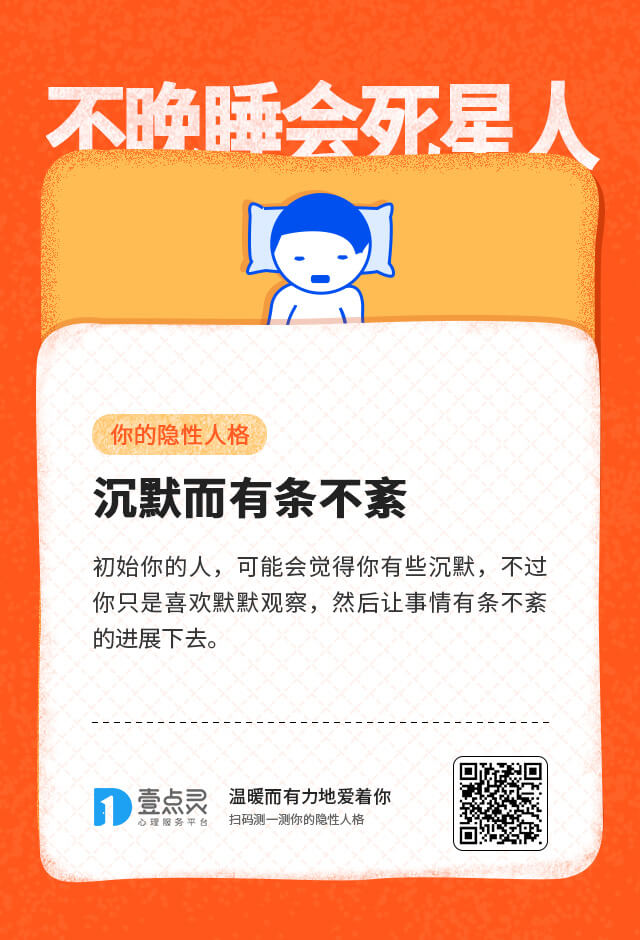 不晚睡会死星人
你的隐性人格
沉默而有条不紊
初始你的人，可能会觉得你有些沉默，不过
你只是喜欢默默观察，然后让事情有条不紊
的进展下去。
壹点灵
心理服务平台
温暖而有力地爱着你
扫码测一测你的隐性人格